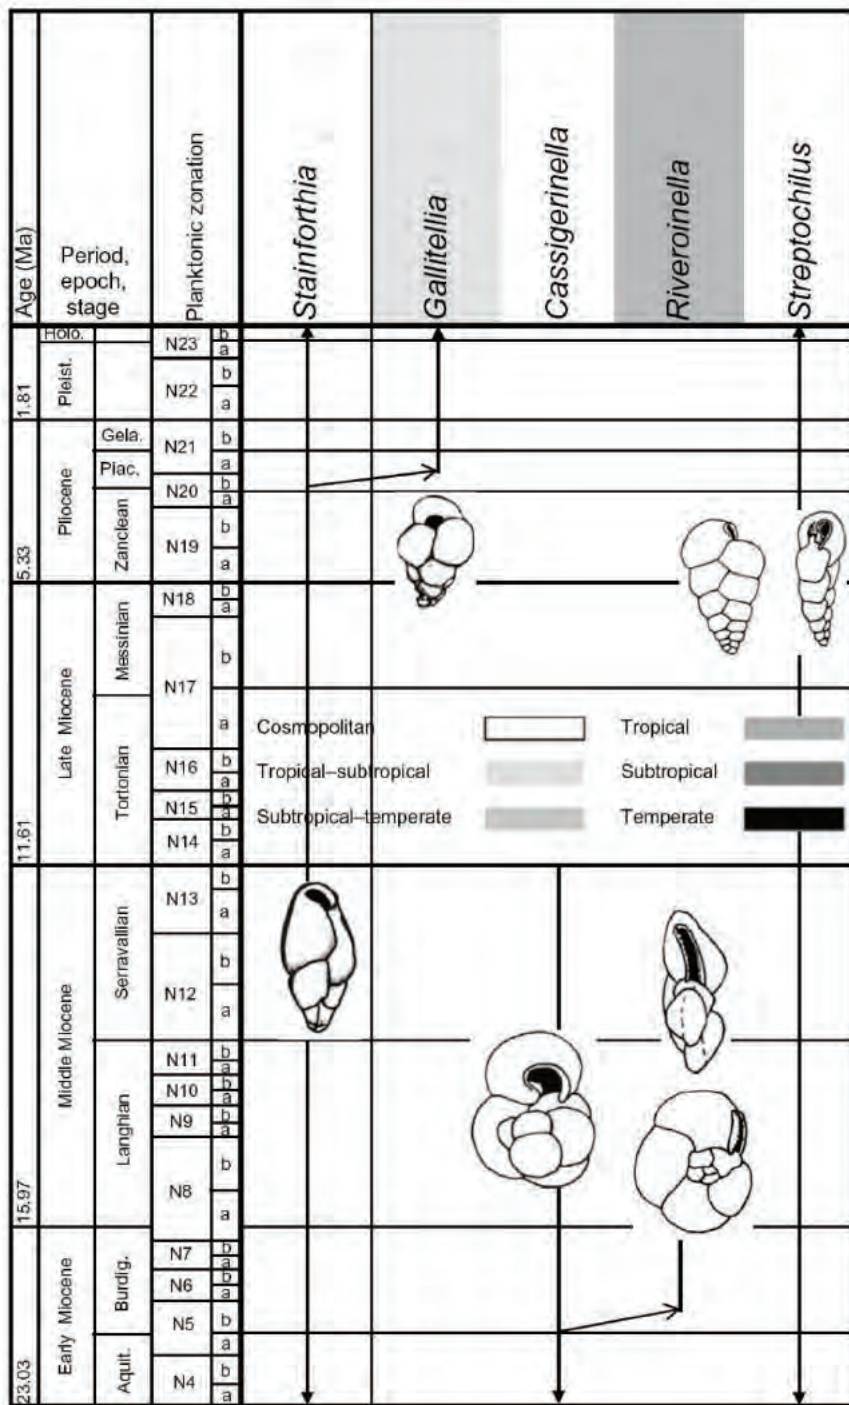 Age (Ma)
Period,
epoch,
stage
Planktonic zonation
Stainforthia
Gallitellia
Cassigerinella
Riveroinella
Streptochilus
Holo.
N23
b
a
1.81
Pleist.
N22
b
a
Pliocene
Gela.
N21
b
Piac.
a
N20
b
a
5.33
Zanclean
N19
b
a
Late Miocene
Messinian
N18
b
a
N17
b
a
Cosmopolitan
Tropical
Tortonian
N16
b
a
Tropical–subtropical
Subtropical
N15
b
a
Subtropical–temperate
Temperate
11.61
N14
b
a
Middle Miocene
Serravallian
N13
b
a
N12
b
a
Langhian
N11
b
a
N10
b
a
N9
b
a
15.97
N8
b
a
Early Miocene
Burdig.
N7
b
a
N6
b
a
N5
b
a
23.03
Aquit.
N4
b
a